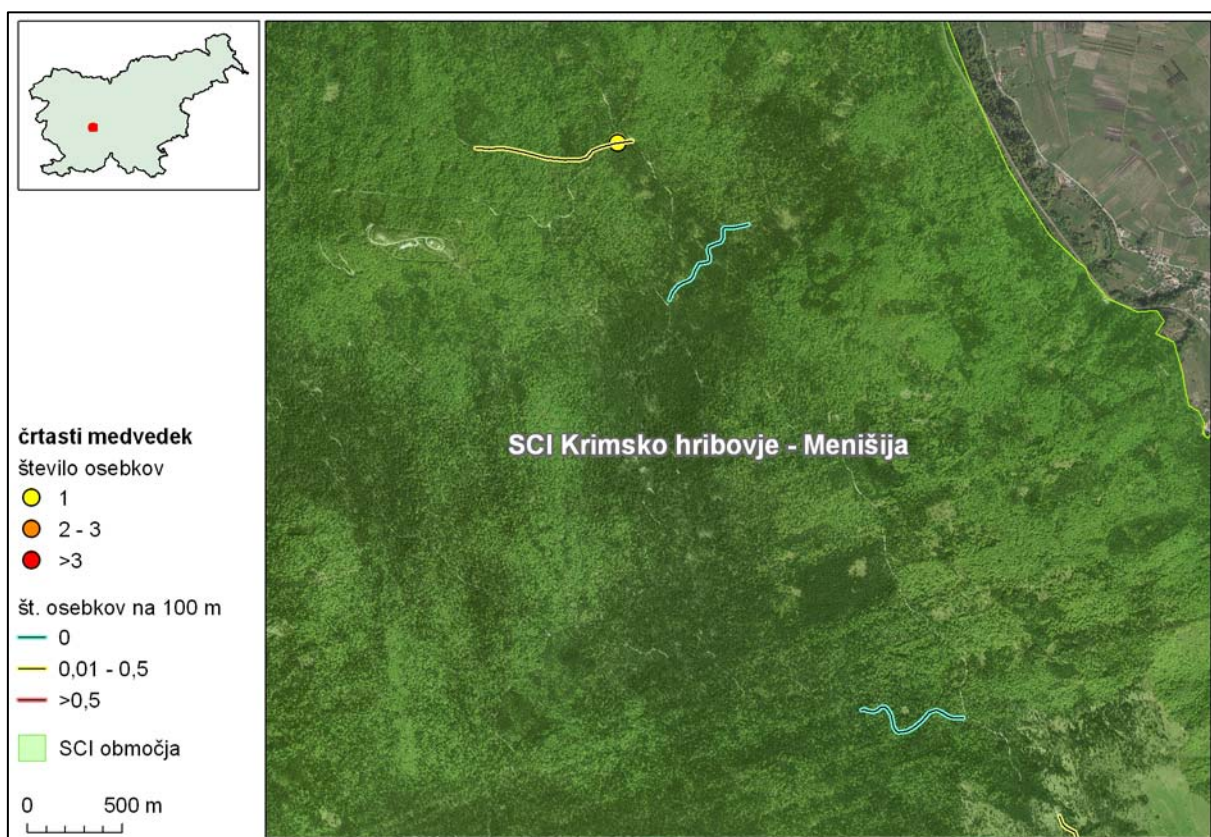 črtasti medvedek
število osebkov
1
2 - 3
>3
št. osebkov na 100 m
0
0,01 - 0,5
>0,5
SCI območja
0 500 m
SCI Krimsko hribovje - Menišija